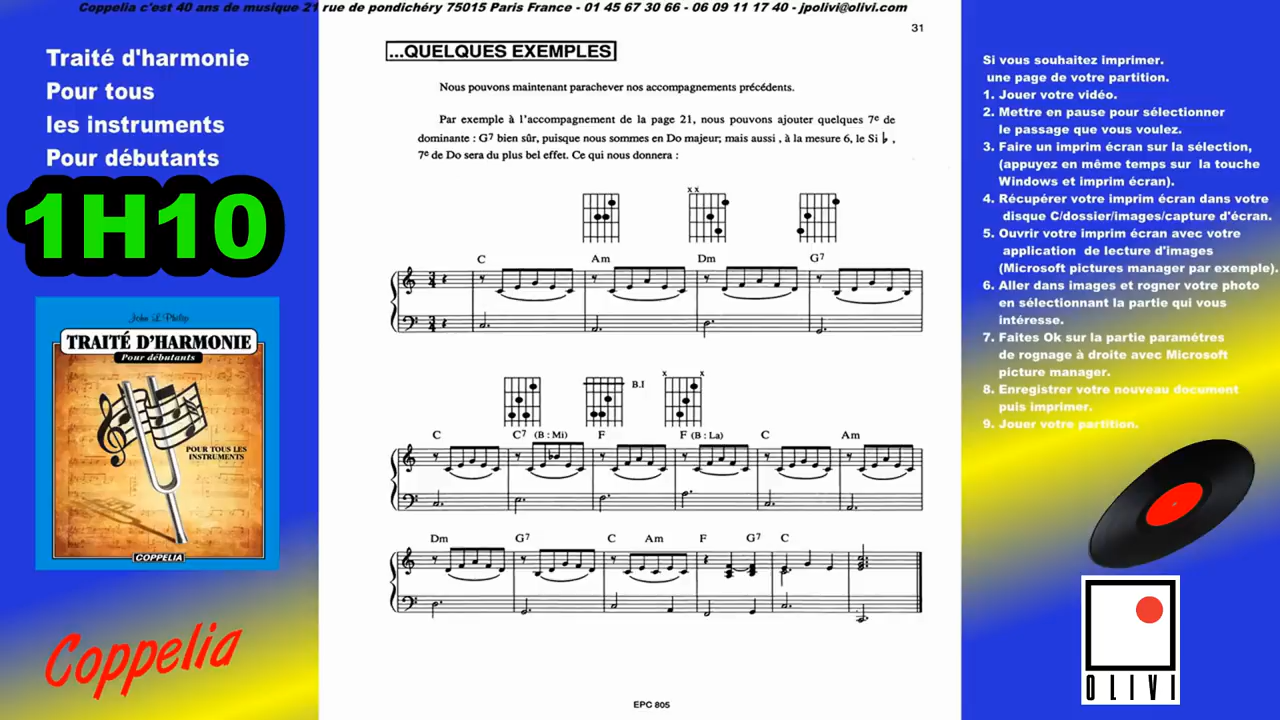 Coppelia c'est 40 ans de musique 21 rue de pondichéry 75015 Paris France - 01 45 67 30 66 - 06 09 11 17 40 - jpolivi@olivi.com
Traité d'harmonie
Pour tous
les instruments
Pour débutants
1H10
John L. Philip
TRAITÉ D'HARMONIE
Pour débutants
POUR TOUS LES
INSTRUMENTS
COPPELIA
Coppelia
31
...QUELQUES EXEMPLES
Nous pouvons maintenant parachever nos accompagnements précédents.
Par exemple à l'accompagnement de la page 21, nous pouvons ajouter quelques 7e de
dominante : G7 bien sûr, puisque nous sommes en Do majeur; mais aussi , à la mesure 6, le Si ♭ ,
7e de Do sera du plus bel effet. Ce qui nous donnera :
x x
C Am Dm G7
B.I x x
C C7 (B : Mi) F F (B : La) C Am
Dm G7 C Am F G7 C
EPC 805
Si vous souhaitez imprimer.
une page de votre partition.
1. Jouer votre vidéo.
2. Mettre en pause pour sélectionner
le passage que vous voulez.
3. Faire un imprim écran sur la sélection,
(appuyez en même temps sur la touche
Windows et imprim écran).
4. Récupérer votre imprim écran dans votre
disque C/dossier/images/capture d'écran.
5. Ouvrir votre imprim écran avec votre
application de lecture d'images
(Microsoft pictures manager par exemple).
6. Aller dans images et rogner votre photo
en sélectionnant la partie qui vous
intéresse.
7. Faites Ok sur la partie paramétres
de rognage à droite avec Microsoft
picture manager.
8. Enregistrer votre nouveau document
puis imprimer.
9. Jouer votre partition.
OLIVI